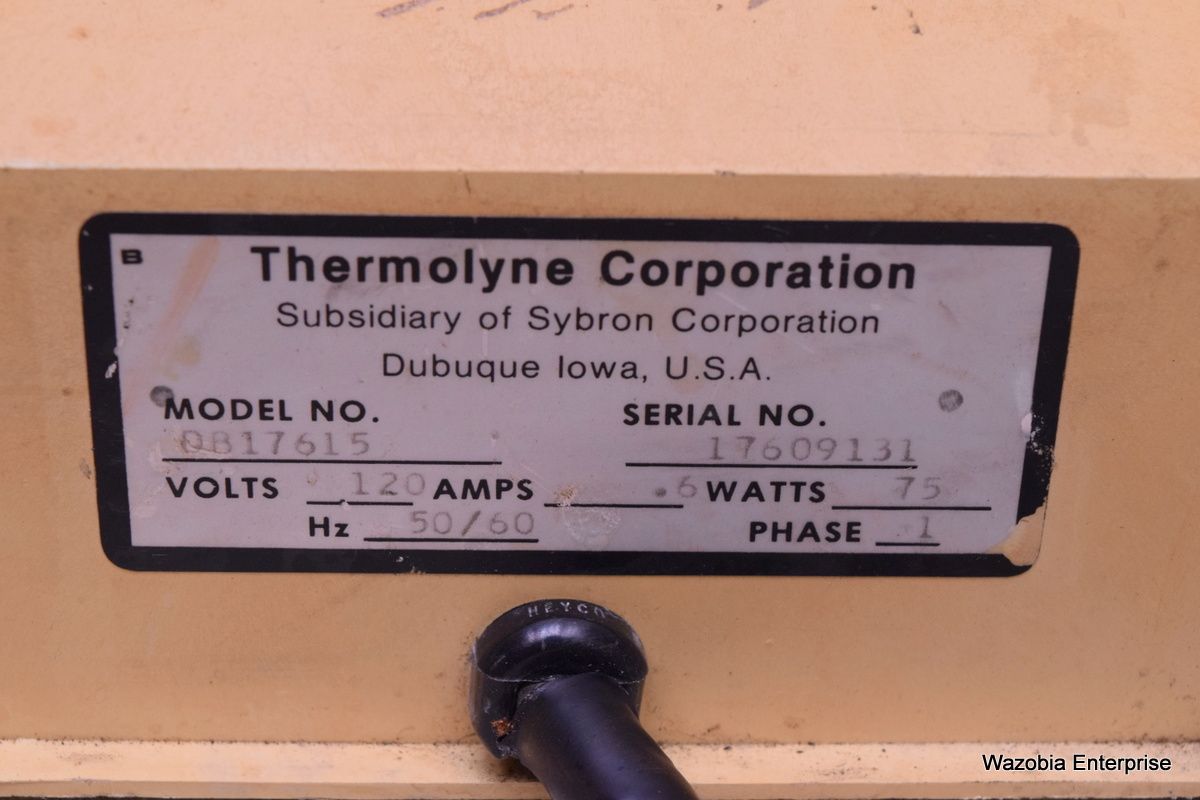 B
Thermolyne Corporation
Subsidiary of Sybron Corporation
Dubuque Iowa, U.S.A.
MODEL NO. SERIAL NO.
DB17615 17609131
VOLTS 120 AMPS .6 WATTS 75
Hz 50/60 PHASE 1
HEYCO
Wazobia Enterprise